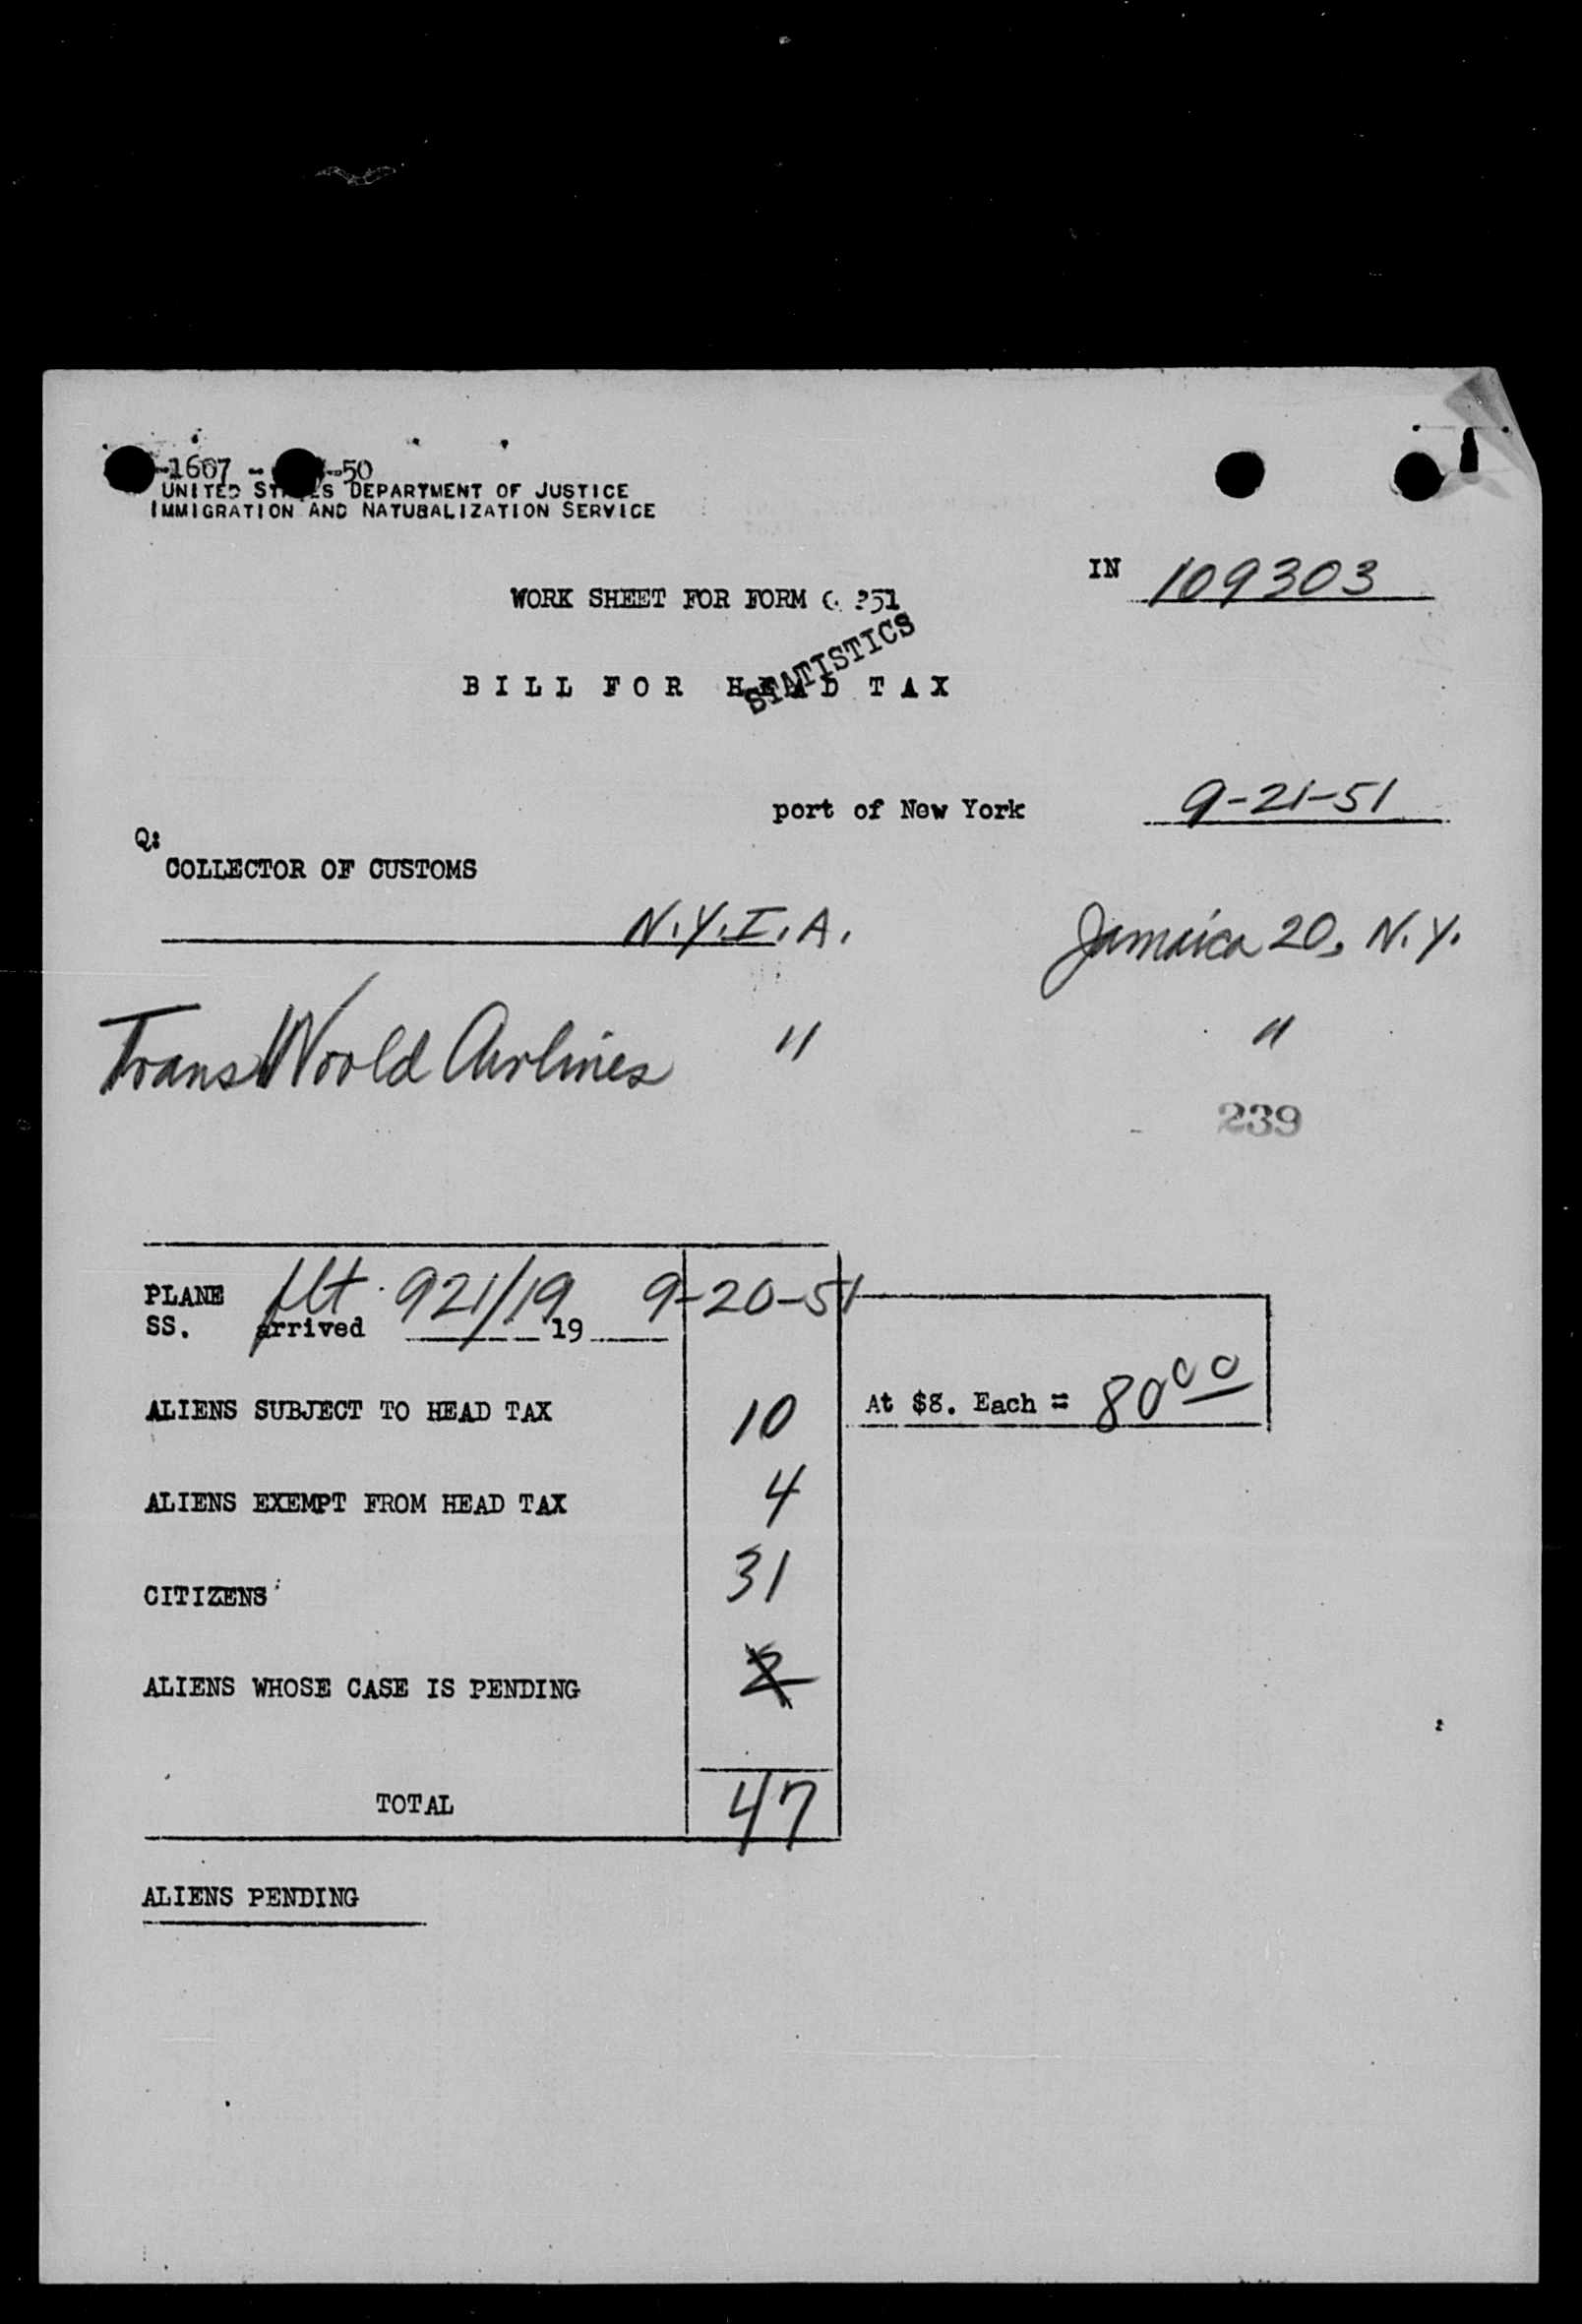 -1607 - -50
UNITED STATES DEPARTMENT OF JUSTICE
IMMIGRATION AND NATUBALIZATION SERVICE
IN 109303
WORK SHEET FOR FORM 351
STATISTICS
BILL FOR HEAD TAX
port of New York 9-21-51
Q:
COLLECTOR OF CUSTOMS
N.Y.I.A. Jamaica 20, N.Y.
Trans World Airlines " "
239
PLANE flt. 921/19 9-20-51
SS. arrived 19
ALIENS SUBJECT TO HEAD TAX 10 At $8. Each = 80 00
ALIENS EXEMPT FROM HEAD TAX 4
CITIZENS 31
ALIENS WHOSE CASE IS PENDING 2
TOTAL 47
ALIENS PENDING